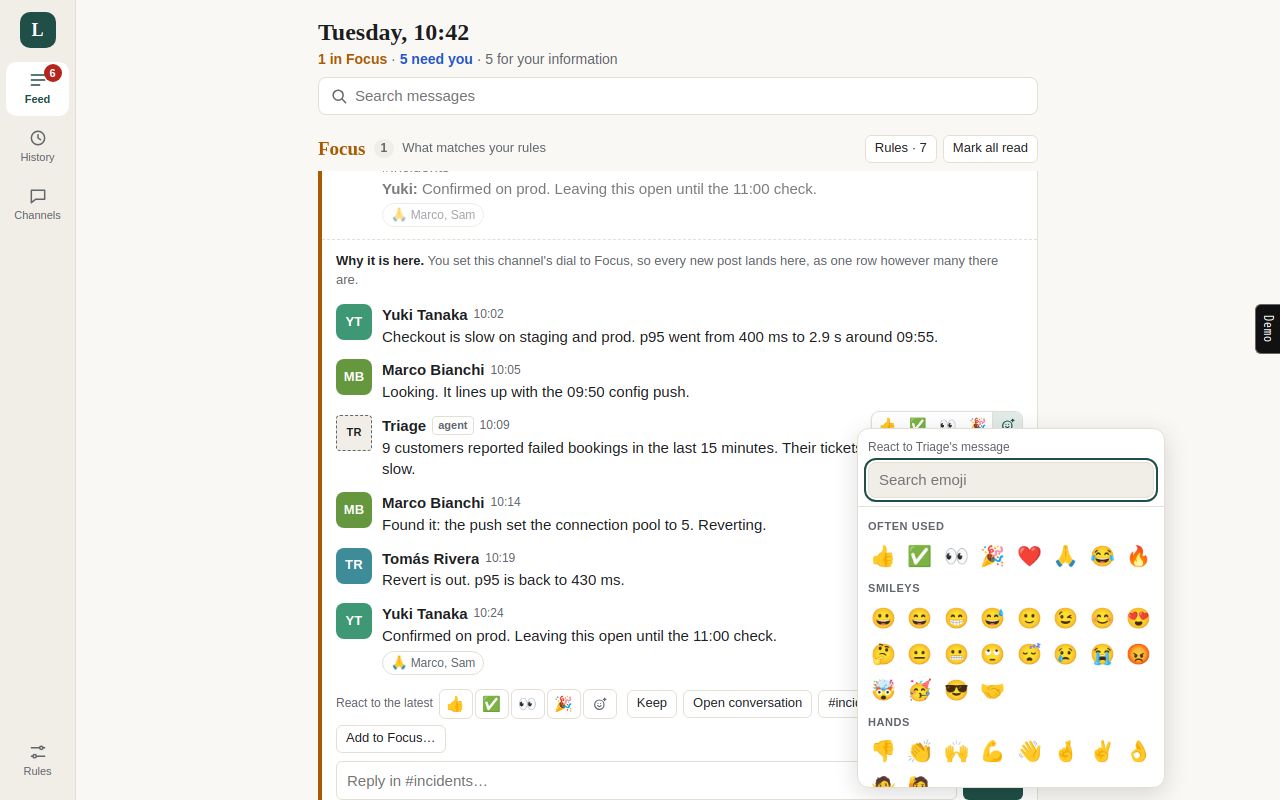 L
6
Feed
History
Channels
Rules
Tuesday, 10:42
1 in Focus · 5 need you · 5 for your information
Search messages
Focus 1 What matches your rules
Rules · 7
Mark all read
Yuki: Confirmed on prod. Leaving this open until the 11:00 check.
🙏 Marco, Sam
Why it is here. You set this channel's dial to Focus, so every new post lands here, as one row however many there
are.
YT
Yuki Tanaka 10:02
Checkout is slow on staging and prod. p95 went from 400 ms to 2.9 s around 09:55.
MB
Marco Bianchi 10:05
Looking. It lines up with the 09:50 config push.
TR
Triage agent 10:09
9 customers reported failed bookings in the last 15 minutes. Their tickets
slow.
MB
Marco Bianchi 10:14
Found it: the push set the connection pool to 5. Reverting.
TR
Tomás Rivera 10:19
Revert is out. p95 is back to 430 ms.
YT
Yuki Tanaka 10:24
Confirmed on prod. Leaving this open until the 11:00 check.
🙏 Marco, Sam
React to the latest
Keep
Open conversation
Add to Focus…
Reply in #incidents…
React to Triage's message
Search emoji
OFTEN USED
SMILEYS
HANDS
Demo